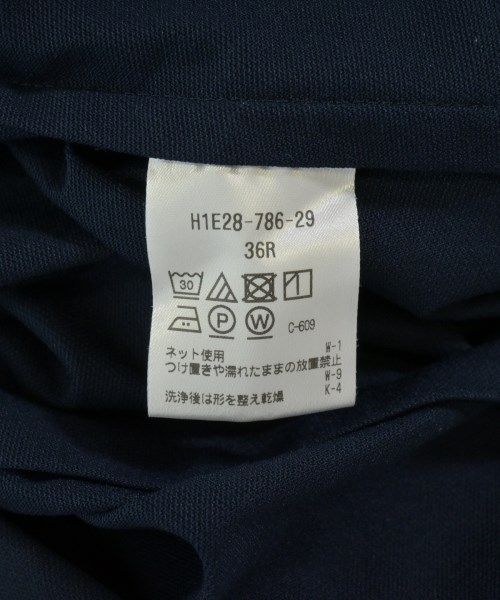 H1E28-786-29
36R
30
P W C-609
ネット使用 W-1
つけ置きや濡れたままの放置禁止
W-9
K-4
洗浄後は形を整え乾燥